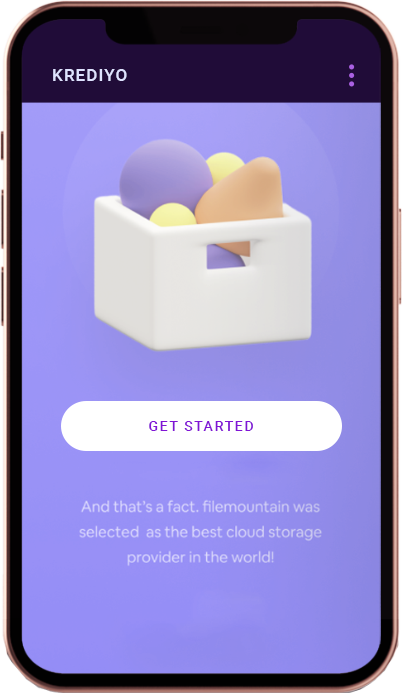 KREDIYO
GET STARTED
And that's a fact. filemountain was
selected as the best cloud storage
provider in the world!